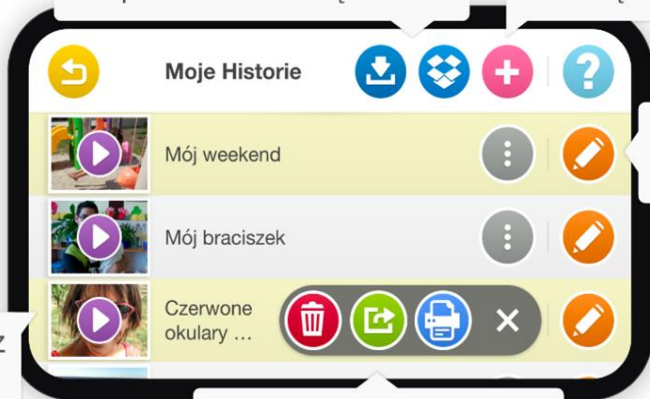 Moje Historie
?
Mój weekend
Mój braciszek
Czerwone
okulary ...
z